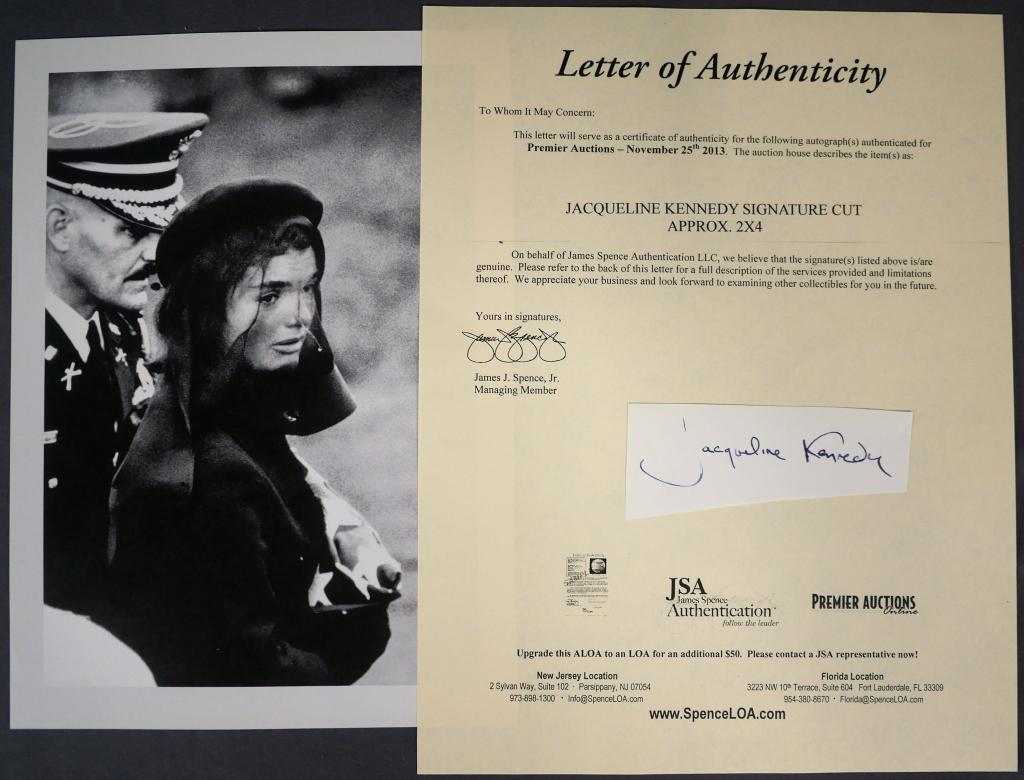 Letter of Authenticity
To Whom It May Concern:
This letter will serve as a certificate of authenticity for the following autograph(s) authenticated for
Premier Auctions – November 25th 2013. The auction house describes the item(s) as:
JACQUELINE KENNEDY SIGNATURE CUT
APPROX. 2X4
On behalf of James Spence Authentication LLC, we believe that the signature(s) listed above is/are
genuine. Please refer to the back of this letter for a full description of the services provided and limitations
thereof. We appreciate your business and look forward to examining other collectibles for you in the future.
Yours in signatures,
James Spence Jr
James J. Spence, Jr.
Managing Member
Jacqueline Kennedy
JSA
James Spence
Authentication™
follow the leader
PREMIER AUCTIONS
Online
Upgrade this ALOA to an LOA for an additional $50. Please contact a JSA representative now!
New Jersey Location
2 Sylvan Way, Suite 102 · Parsippany, NJ 07054
973-898-1300 · Info@SpenceLOA.com
Florida Location
3223 NW 10th Terrace, Suite 604 Fort Lauderdale, FL 33309
954-380-8670 · Florida@SpenceLOA.com
www.SpenceLOA.com